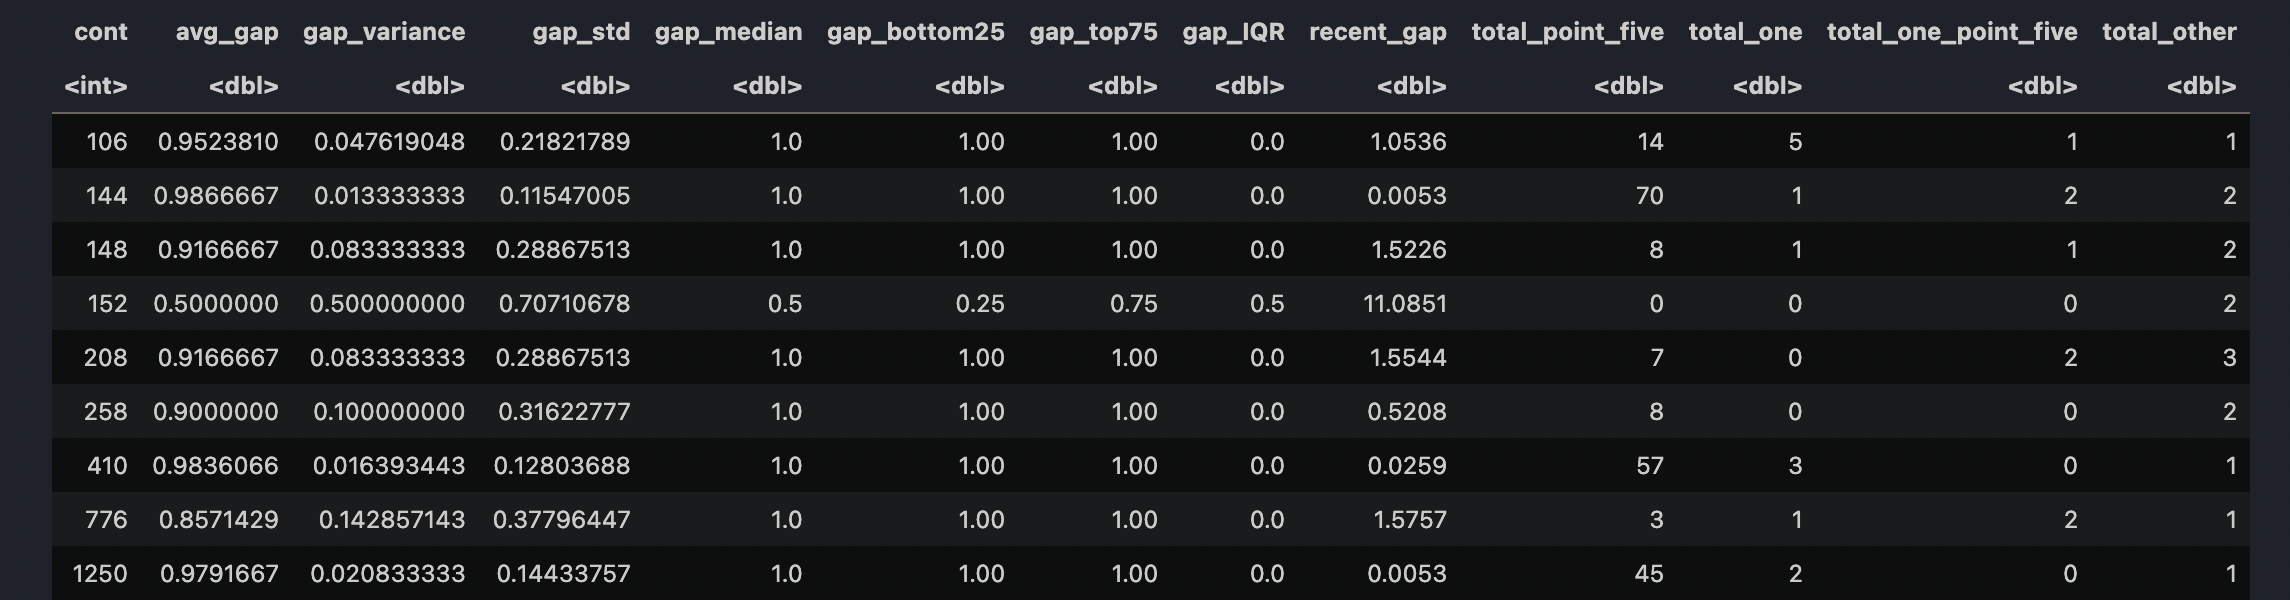 cont avg_gap gap_variance gap_std gap_median gap_bottom25 gap_top75 gap_IQR recent_gap total_point_five total_one total_one_point_five total_other
<int> <dbl> <dbl> <dbl> <dbl> <dbl> <dbl> <dbl> <dbl> <dbl> <dbl> <dbl> <dbl>
106 0.9523810 0.047619048 0.21821789 1.0 1.00 1.00 0.0 1.0536 14 5 1 1
144 0.9866667 0.013333333 0.11547005 1.0 1.00 1.00 0.0 0.0053 70 1 2 2
148 0.9166667 0.083333333 0.28867513 1.0 1.00 1.00 0.0 1.5226 8 1 1 2
152 0.5000000 0.500000000 0.70710678 0.5 0.25 0.75 0.5 11.0851 0 0 0 2
208 0.9166667 0.083333333 0.28867513 1.0 1.00 1.00 0.0 1.5544 7 0 2 3
258 0.9000000 0.100000000 0.31622777 1.0 1.00 1.00 0.0 0.5208 8 0 0 2
410 0.9836066 0.016393443 0.12803688 1.0 1.00 1.00 0.0 0.0259 57 3 0 1
776 0.8571429 0.142857143 0.37796447 1.0 1.00 1.00 0.0 1.5757 3 1 2 1
1250 0.9791667 0.020833333 0.14433757 1.0 1.00 1.00 0.0 0.0053 45 2 0 1